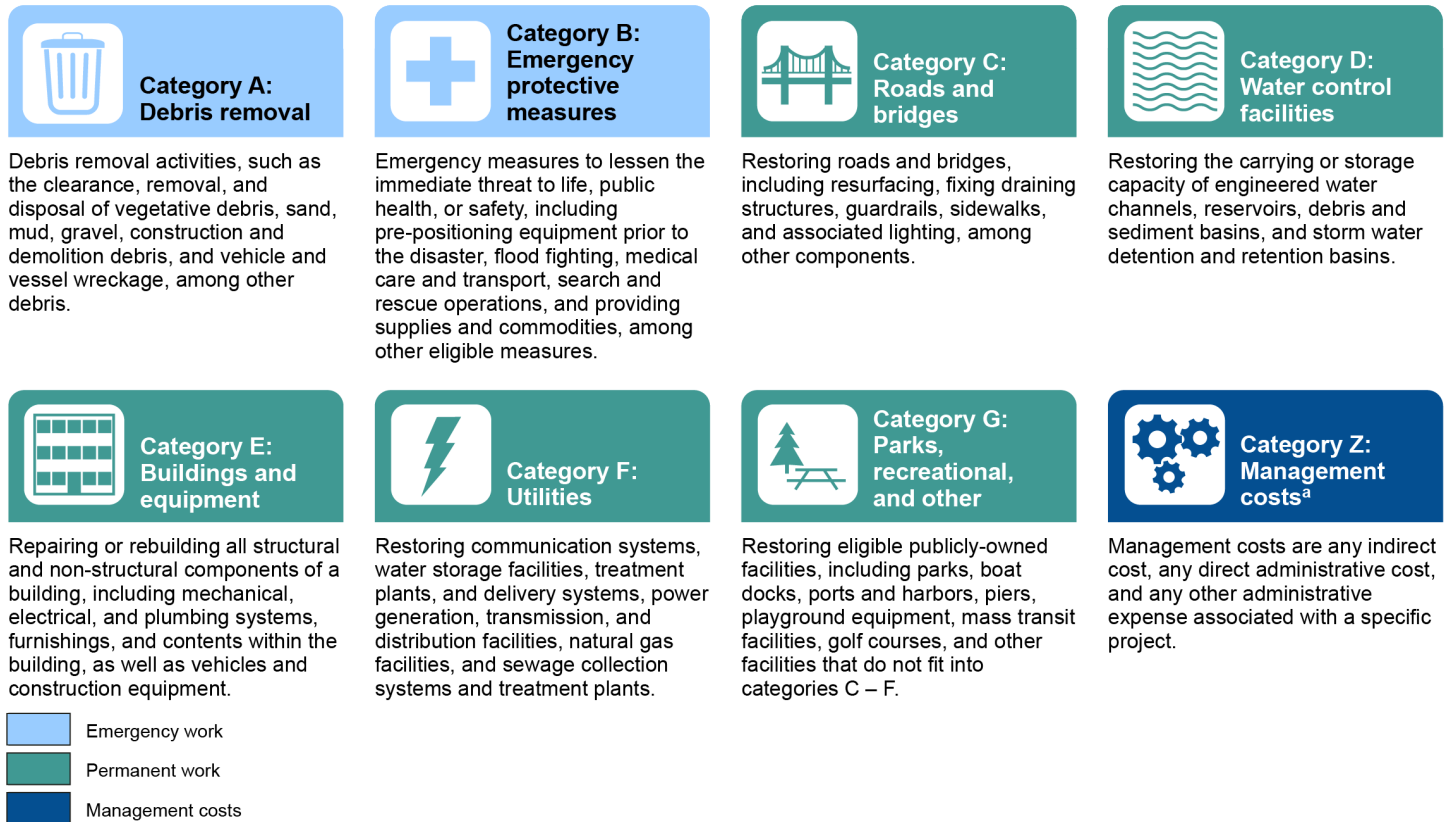 Category A:
Debris removal
Debris removal activities, such as
the clearance, removal, and
disposal of vegetative debris, sand,
mud, gravel, construction and
demolition debris, and vehicle and
vessel wreckage, among other
debris.
Category B:
Emergency
protective
measures
Emergency measures to lessen the
immediate threat to life, public
health, or safety, including
pre-positioning equipment prior to
the disaster, flood fighting, medical
care and transport, search and
rescue operations, and providing
supplies and commodities, among
other eligible measures.
Category C:
Roads and
bridges
Restoring roads and bridges,
including resurfacing, fixing draining
structures, guardrails, sidewalks,
and associated lighting, among
other components.
Category D:
Water control
facilities
Restoring the carrying or storage
capacity of engineered water
channels, reservoirs, debris and
sediment basins, and storm water
detention and retention basins.
Category E:
Buildings and
equipment
Repairing or rebuilding all structural
and non-structural components of a
building, including mechanical,
electrical, and plumbing systems,
furnishings, and contents within the
building, as well as vehicles and
construction equipment.
Category F:
Utilities
Restoring communication systems,
water storage facilities, treatment
plants, and delivery systems, power
generation, transmission, and
distribution facilities, natural gas
facilities, and sewage collection
systems and treatment plants.
Category G:
Parks,
recreational,
and other
Restoring eligible publicly-owned
facilities, including parks, boat
docks, ports and harbors, piers,
playground equipment, mass transit
facilities, golf courses, and other
facilities that do not fit into
categories C – F.
Category Z:
Management
costsᵃ
Management costs are any indirect
cost, any direct administrative cost,
and any other administrative
expense associated with a specific
project.
Emergency work
Permanent work
Management costs